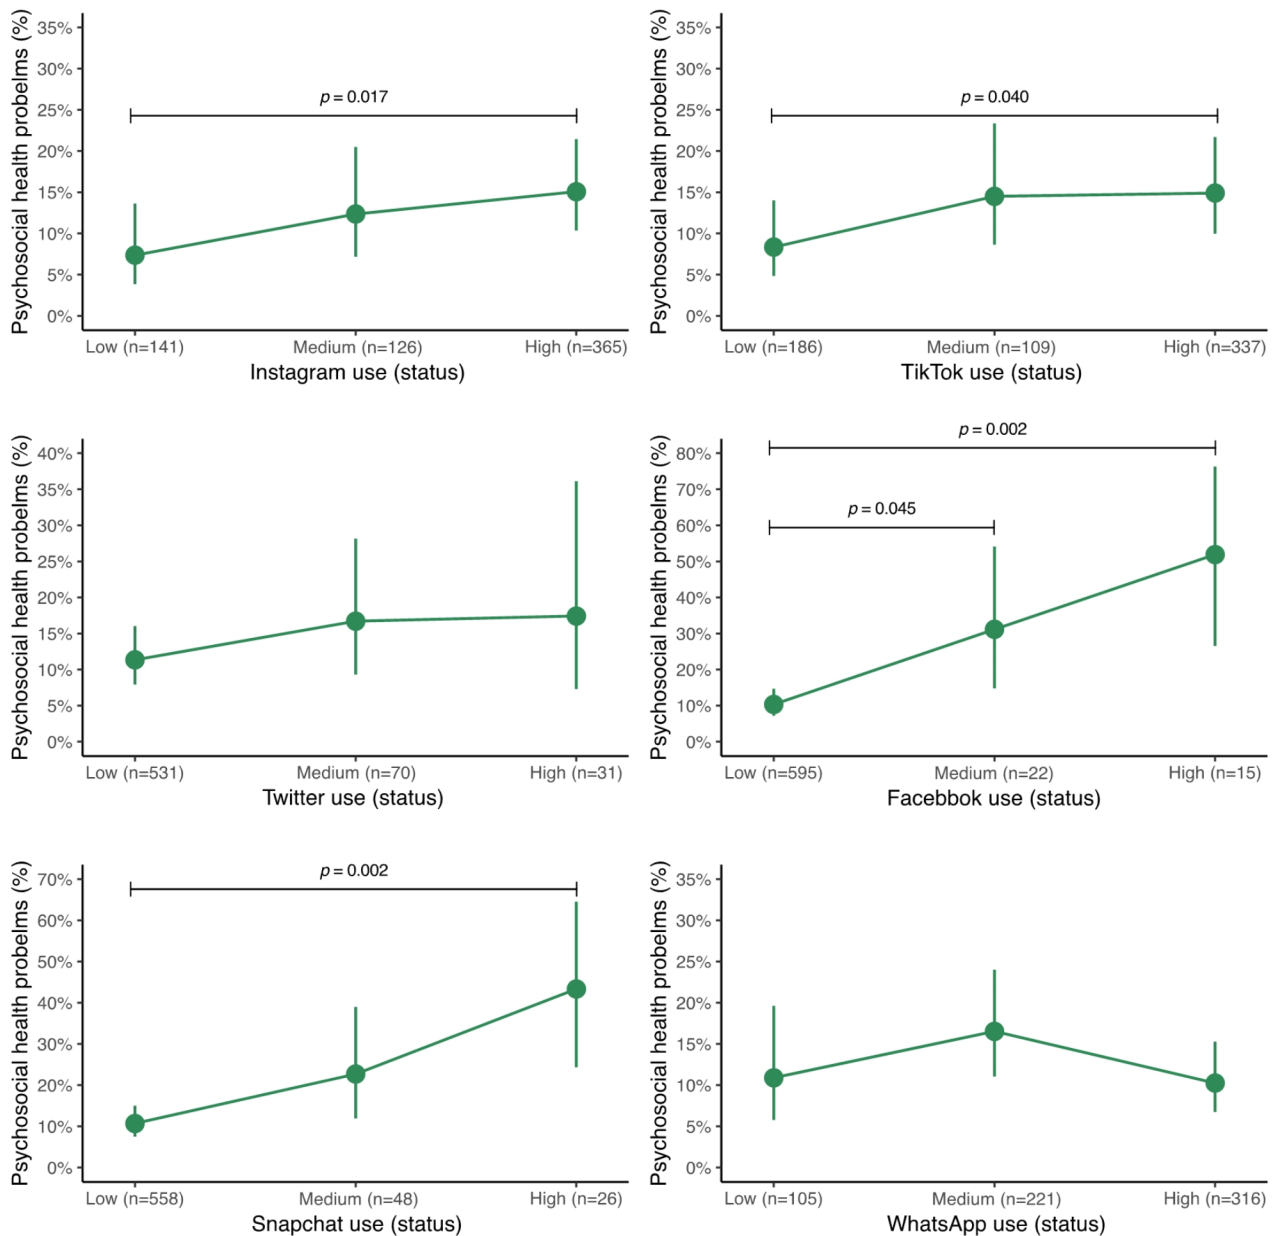 Psychosocial health probelms (%)
35%
30%
25%
20%
15%
10%
5%
0%
p = 0.017
Low (n=141) Medium (n=126) High (n=365)
Instagram use (status)
Psychosocial health probelms (%)
35%
30%
25%
20%
15%
10%
5%
0%
p = 0.040
Low (n=186) Medium (n=109) High (n=337)
TikTok use (status)
Psychosocial health probelms (%)
40%
35%
30%
25%
20%
15%
10%
5%
0%
Low (n=531) Medium (n=70) High (n=31)
Twitter use (status)
Psychosocial health probelms (%)
80%
70%
60%
50%
40%
30%
20%
10%
0%
p = 0.002
p = 0.045
Low (n=595) Medium (n=22) High (n=15)
Facebbok use (status)
Psychosocial health probelms (%)
70%
60%
50%
40%
30%
20%
10%
0%
p = 0.002
Low (n=558) Medium (n=48) High (n=26)
Snapchat use (status)
Psychosocial health probelms (%)
35%
30%
25%
20%
15%
10%
5%
0%
Low (n=105) Medium (n=221) High (n=316)
WhatsApp use (status)